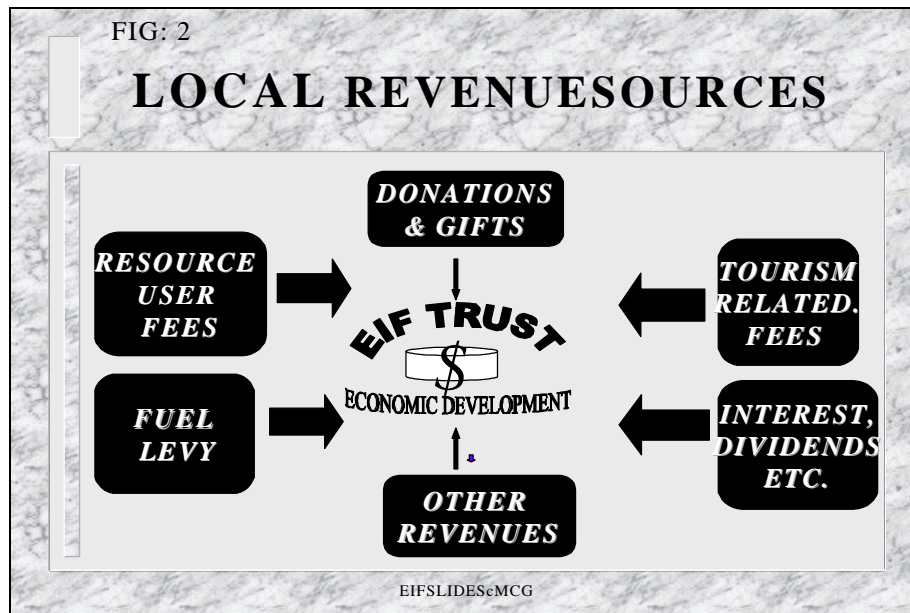 FIG: 2
LOCAL REVENUESOURCES
DONATIONS
& GIFTS
RESOURCE
USER
FEES
TOURISM
RELATED.
FEES
EIF TRUST
$
ECONOMIC DEVELOPMENT
FUEL
LEVY
INTEREST,
DIVIDENDS
ETC.
OTHER
REVENUES
EIFSLIDEScMCG